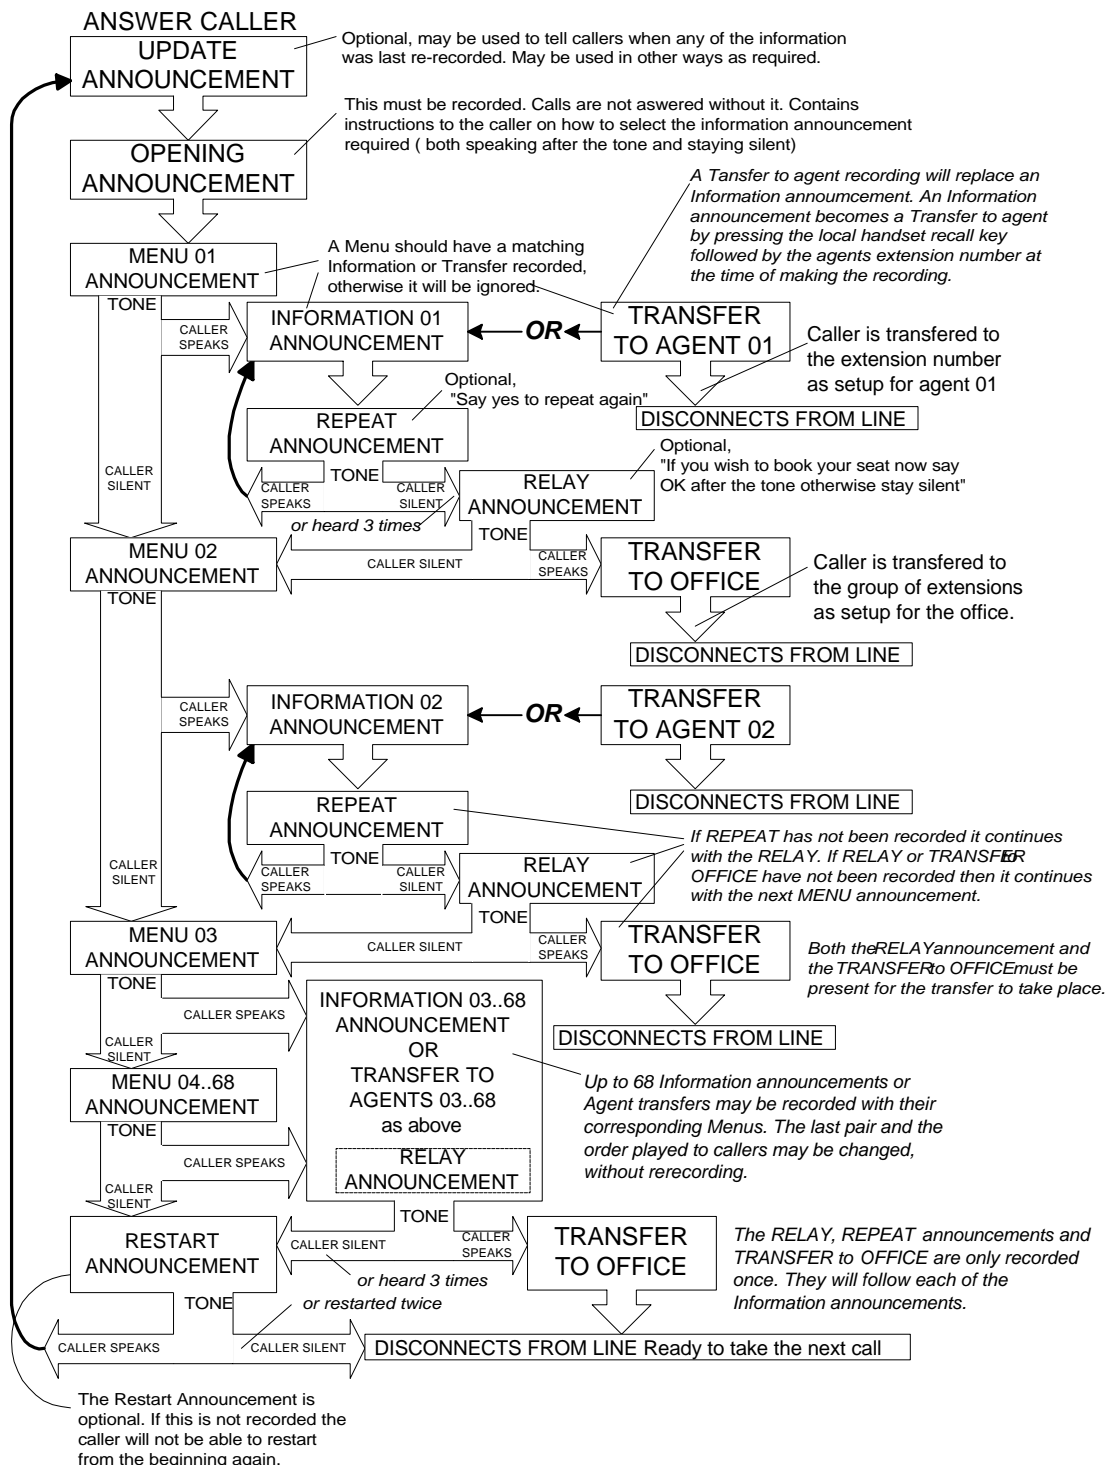 ANSWER CALLER
UPDATE
ANNOUNCEMENT
Optional, may be used to tell callers when any of the information
was last re-recorded. May be used in other ways as required.
This must be recorded. Calls are not aswered without it. Contains
instructions to the caller on how to select the information announcement
required ( both speaking after the tone and staying silent)
OPENING
ANNOUNCEMENT
A Tansfer to agent recording will replace an
Information annoumcement. An Information
announcement becomes a Transfer to agent
by pressing the local handset recall key
followed by the agents extension number at
the time of making the recording.
MENU 01
ANNOUNCEMENT
TONE
A Menu should have a matching
Information or Transfer recorded,
otherwise it will be ignored.
CALLER
SPEAKS
INFORMATION 01
ANNOUNCEMENT
OR
TRANSFER
TO AGENT 01
Caller is transfered to
the extension number
as setup for agent 01
DISCONNECTS FROM LINE
Optional,
"Say yes to repeat again"
REPEAT
ANNOUNCEMENT
TONE
CALLER
SILENT
CALLER
SPEAKS
CALLER
SILENT
or heard 3 times
RELAY
ANNOUNCEMENT
TONE
Optional,
"If you wish to book your seat now say
OK after the tone otherwise stay silent"
MENU 02
ANNOUNCEMENT
TONE
CALLER SILENT
CALLER
SPEAKS
TRANSFER
TO OFFICE
Caller is transfered to
the group of extensions
as setup for the office.
DISCONNECTS FROM LINE
CALLER
SPEAKS
INFORMATION 02
ANNOUNCEMENT
OR
TRANSFER
TO AGENT 02
DISCONNECTS FROM LINE
REPEAT
ANNOUNCEMENT
TONE
CALLER
SILENT
CALLER
SPEAKS
CALLER
SILENT
RELAY
ANNOUNCEMENT
TONE
If REPEAT has not been recorded it continues
with the RELAY. If RELAY or TRANSFER to
OFFICE have not been recorded then it continues
with the next MENU announcement.
MENU 03
ANNOUNCEMENT
TONE
CALLER SILENT
CALLER
SPEAKS
TRANSFER
TO OFFICE
Both the RELAY announcement and
the TRANSFER to OFFICE must be
present for the transfer to take place.
DISCONNECTS FROM LINE
CALLER SPEAKS
CALLER
SILENT
INFORMATION 03..68
ANNOUNCEMENT
OR
TRANSFER TO
AGENTS 03..68
as above
RELAY
ANNOUNCEMENT
TONE
Up to 68 Information announcements or
Agent transfers may be recorded with their
corresponding Menus. The last pair and the
order played to callers may be changed,
without rerecording.
MENU 04..68
ANNOUNCEMENT
TONE
CALLER SPEAKS
CALLER
SILENT
RESTART
ANNOUNCEMENT
TONE
CALLER SILENT
CALLER
SPEAKS
or heard 3 times
or restarted twice
TRANSFER
TO OFFICE
The RELAY, REPEAT announcements and
TRANSFER to OFFICE are only recorded
once. They will follow each of the
Information announcements.
CALLER SPEAKS
CALLER SILENT
DISCONNECTS FROM LINE Ready to take the next call
The Restart Announcement is
optional. If this is not recorded the
caller will not be able to restart
from the beginning again.